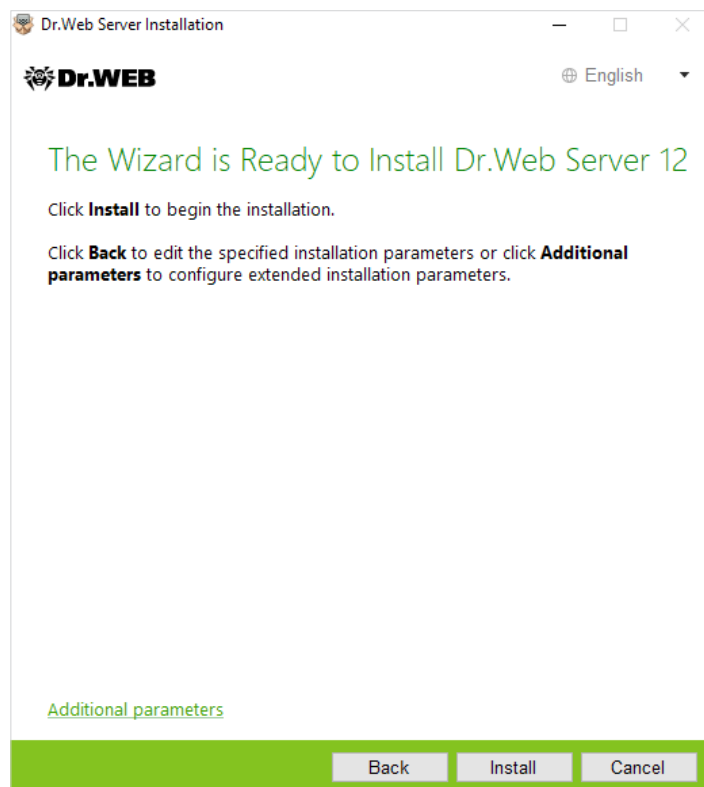 Dr.Web Server Installation
Dr.WEB
English
The Wizard is Ready to Install Dr.Web Server 12
Click Install to begin the installation.
Click Back to edit the specified installation parameters or click Additional
parameters to configure extended installation parameters.
Additional parameters
Back Install Cancel